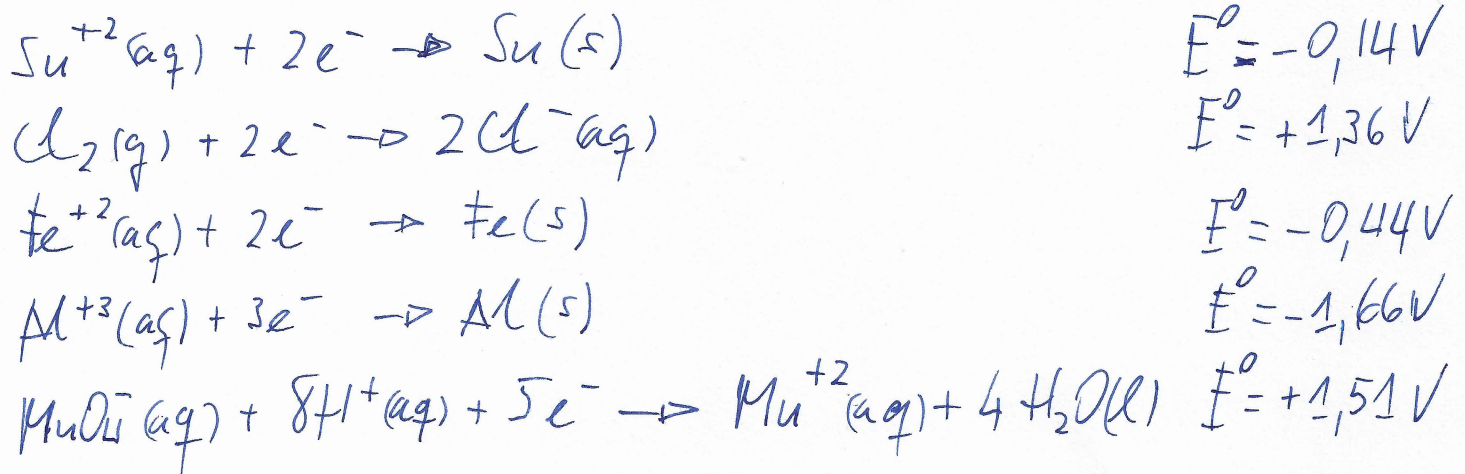 Sn⁺²(aq) + 2e⁻ → Sn(s) E⁰ = -0,14 V
Cl₂(g) + 2e⁻ → 2Cl⁻(aq) E⁰ = +1,36 V
Fe⁺²(aq) + 2e⁻ → Fe(s) E⁰ = -0,44 V
Al⁺³(aq) + 3e⁻ → Al(s) E⁰ = -1,66 V
MnO₄⁻(aq) + 8H⁺(aq) + 5e⁻ → Mn⁺²(aq) + 4 H₂O(l) E⁰ = +1,51 V